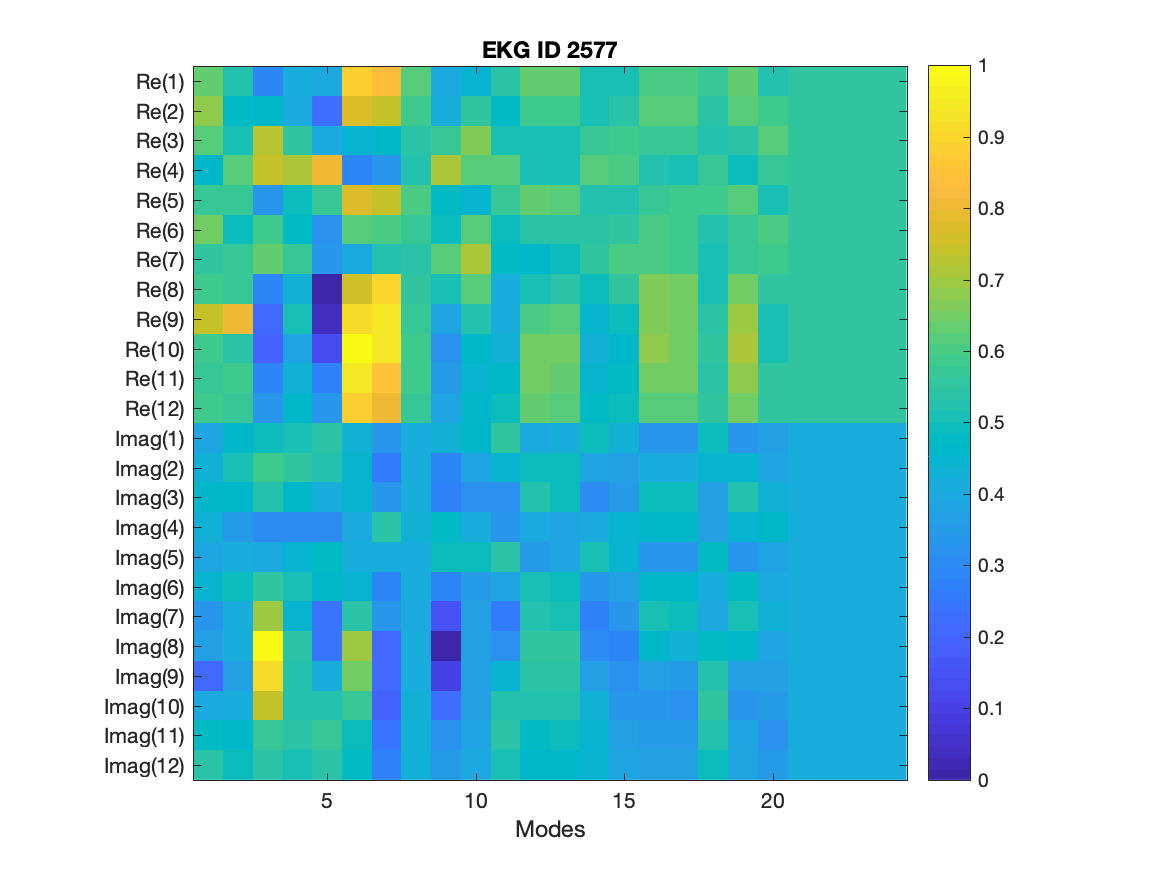 EKG ID 2577
Re(1)
Re(2)
Re(3)
Re(4)
Re(5)
Re(6)
Re(7)
Re(8)
Re(9)
Re(10)
Re(11)
Re(12)
Imag(1)
Imag(2)
Imag(3)
Imag(4)
Imag(5)
Imag(6)
Imag(7)
Imag(8)
Imag(9)
Imag(10)
Imag(11)
Imag(12)
5 10 15 20
Modes
1
0.9
0.8
0.7
0.6
0.5
0.4
0.3
0.2
0.1
0